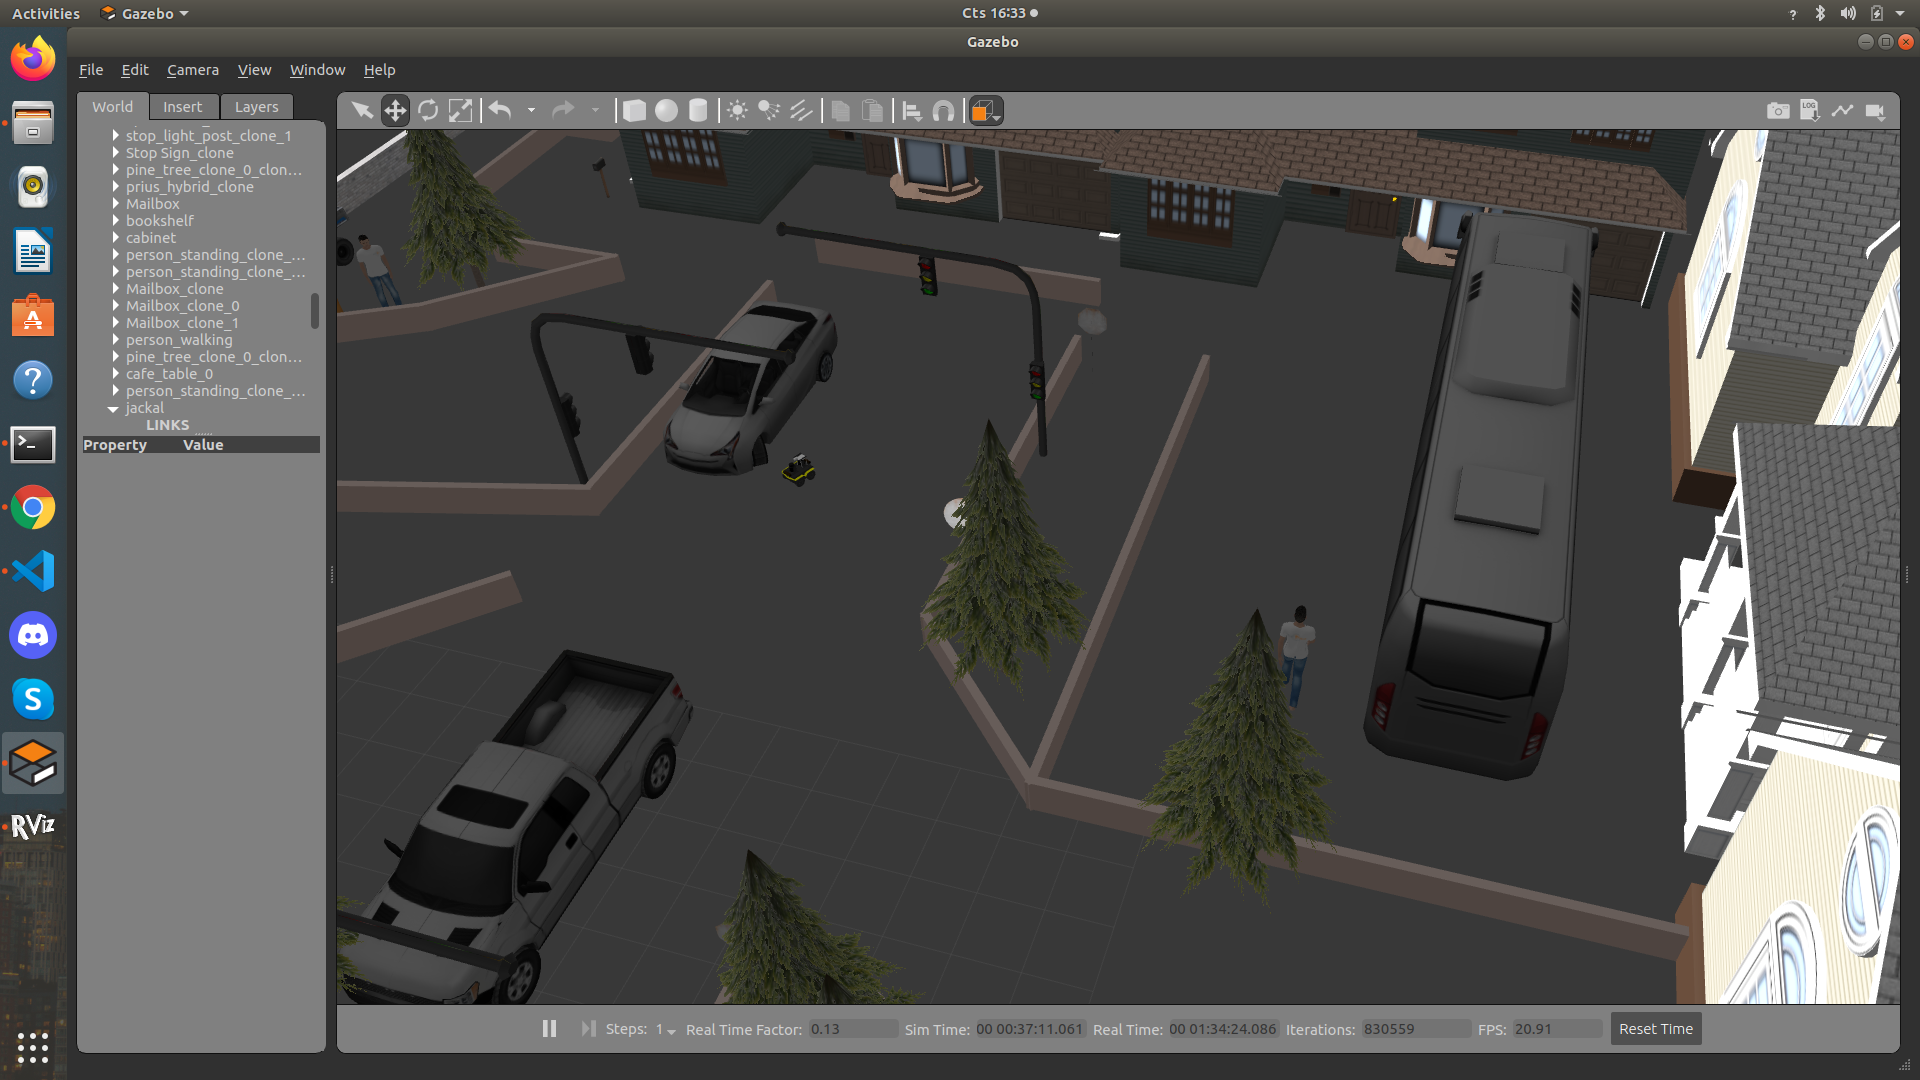 Activities Gazebo Cts 16:33 ?
Gazebo
File Edit Camera View Window Help
World Insert Layers
LOG
stop_light_post_clone_1
Stop Sign_clone
pine_tree_clone_0_clon...
prius_hybrid_clone
Mailbox
bookshelf
cabinet
person_standing_clone_...
person_standing_clone_...
Mailbox_clone
Mailbox_clone_0
Mailbox_clone_1
person_walking
pine_tree_clone_0_clon...
cafe_table_0
person_standing_clone_...
jackal
LINKS
Property Value
RViz
Steps: 1 Real Time Factor: 0.13 Sim Time: 00 00:37:11.061 Real Time: 00 01:34:24.086 Iterations: 830559 FPS: 20.91 Reset Time